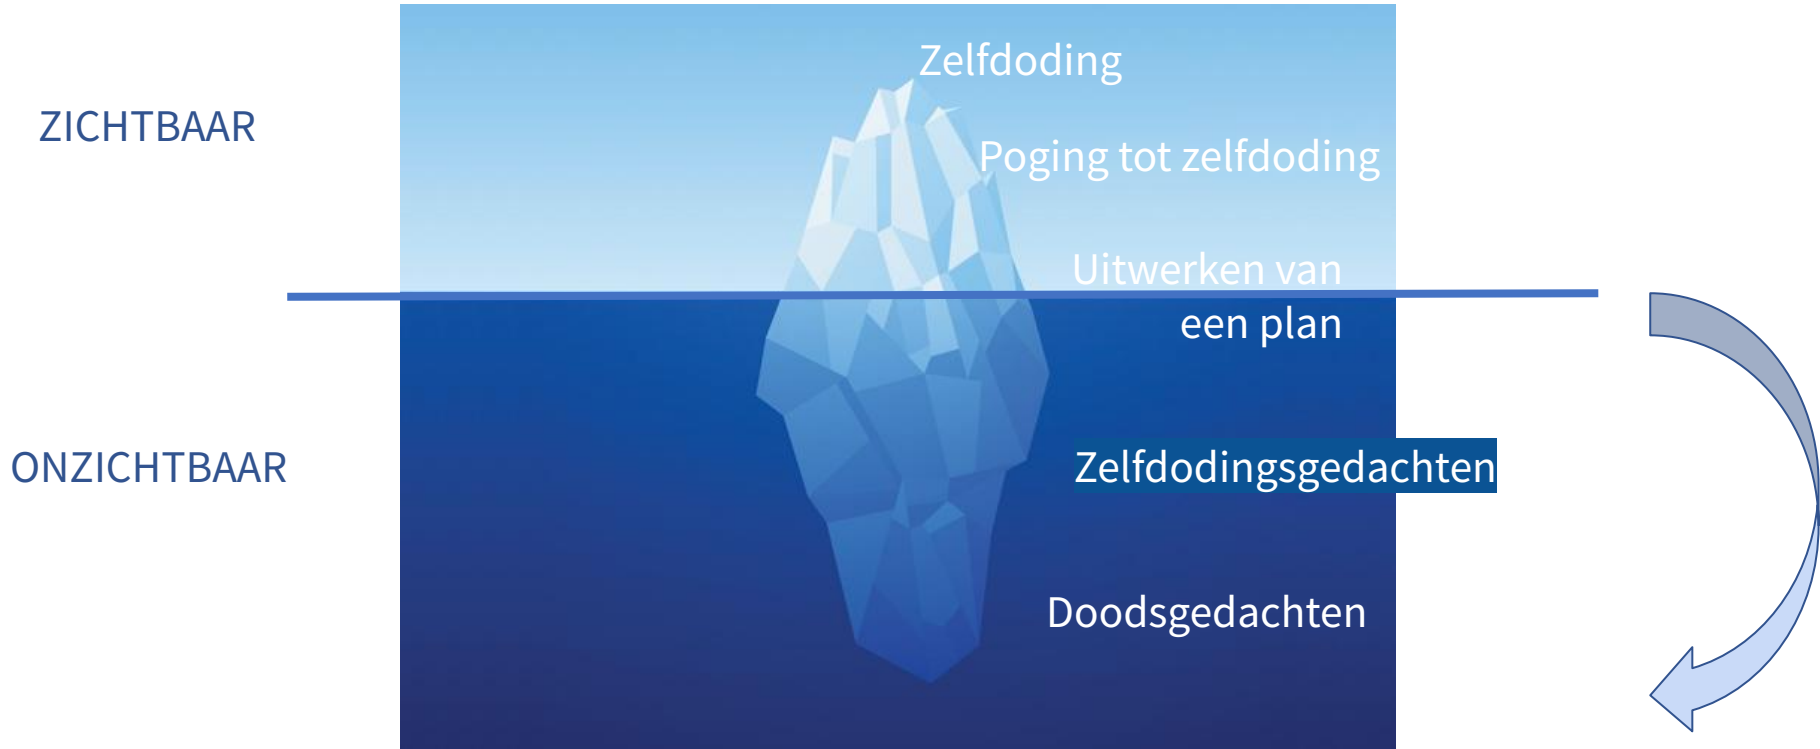 Zelfdoding
ZICHTBAAR
Poging tot zelfdoding
Uitwerken van
een plan
ONZICHTBAAR
Zelfdodingsgedachten
Doodsgedachten